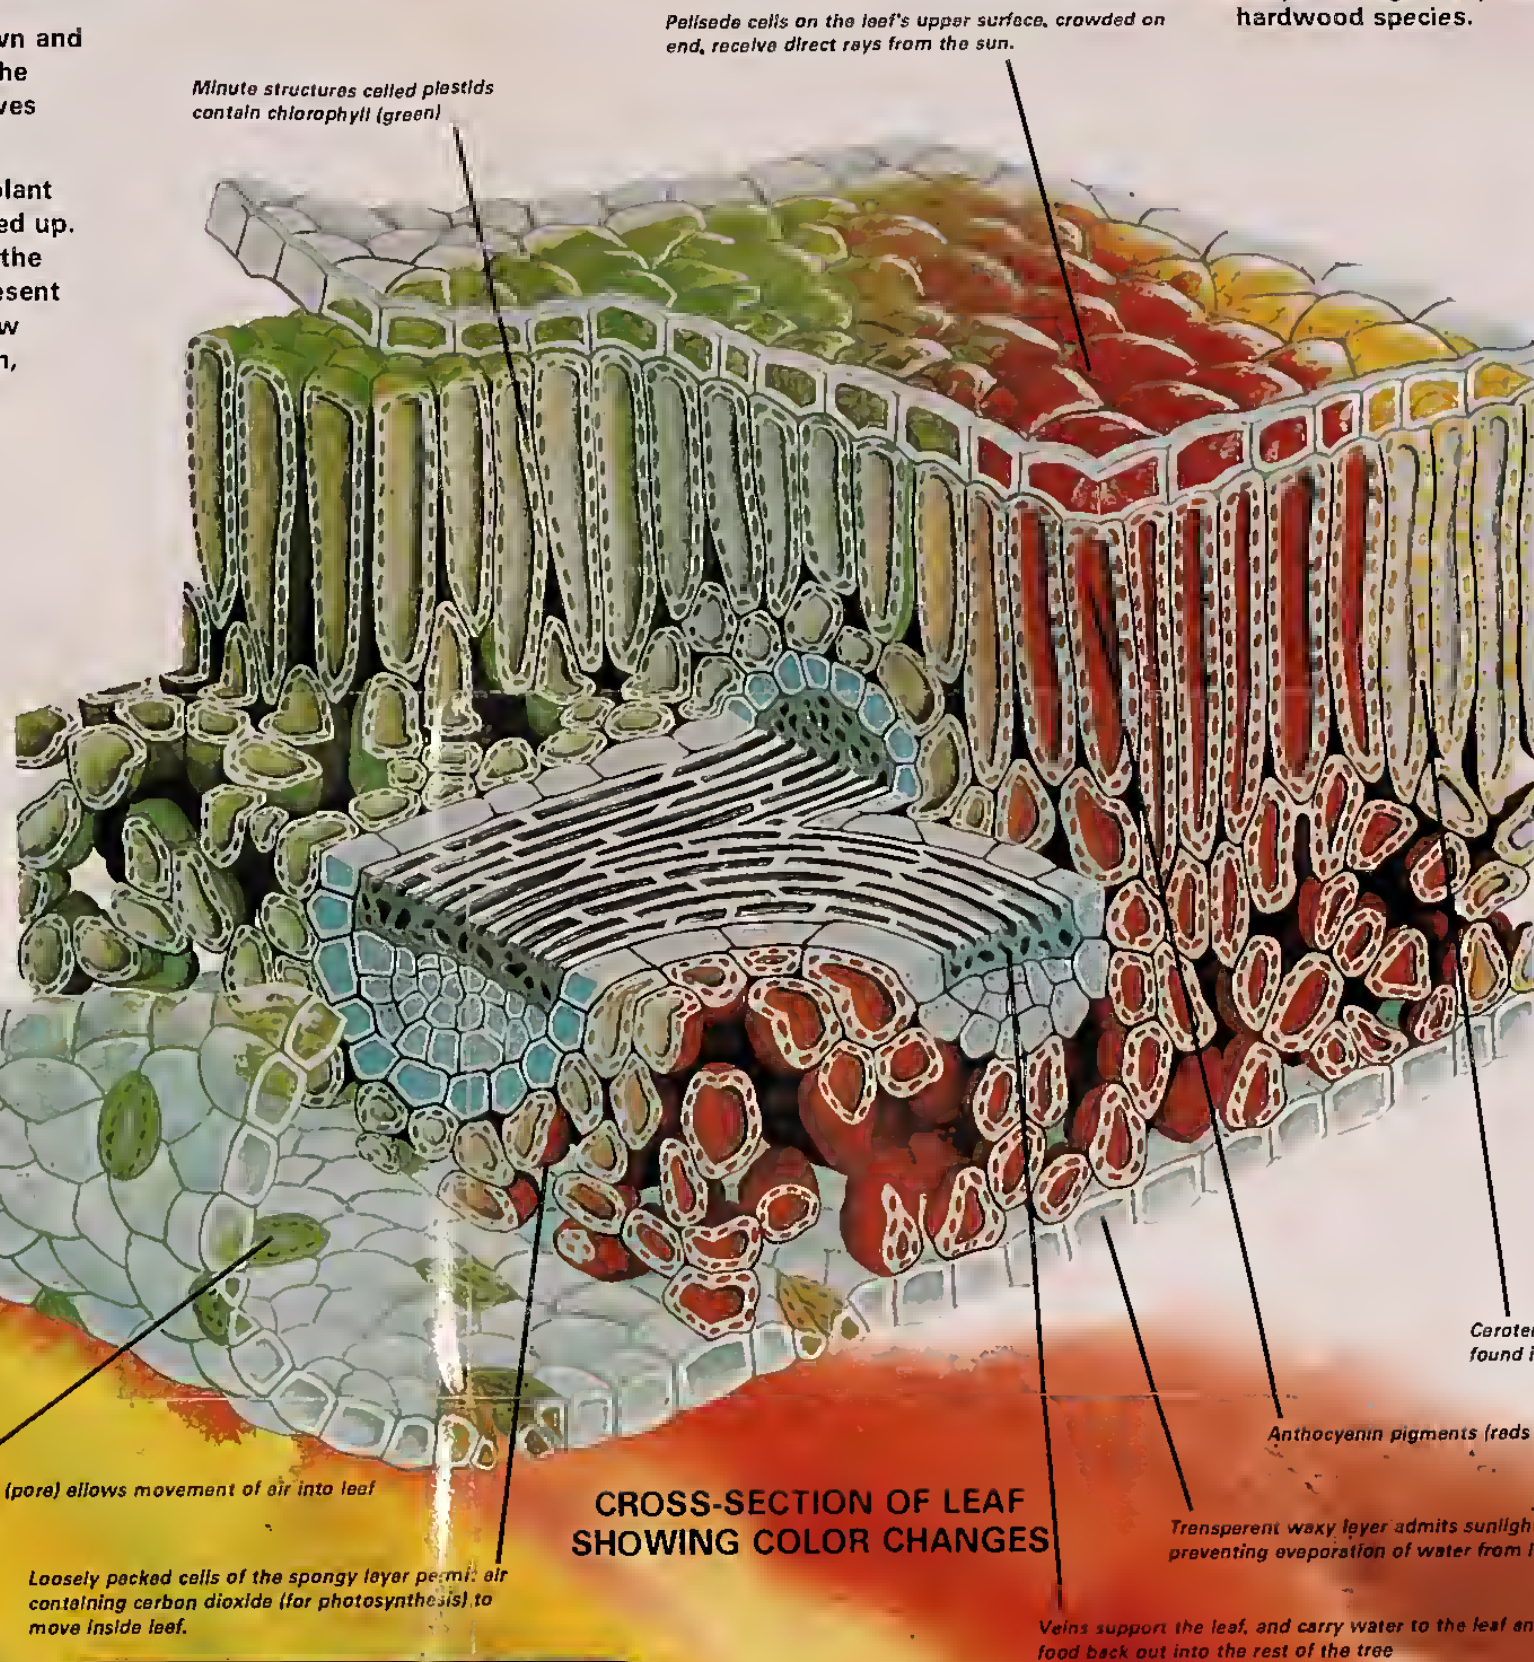 wn and
he
ves
plant
ed up.
the
esent
w
n,
hardwood species.
Palisade cells on the leaf's upper surface, crowded on
end, receive direct rays from the sun.
Minute structures called plastids
contain chlorophyll (green)
Caroten
found i
Anthocyanin pigments (reds
Transparent waxy layer admits sunligh
preventing evaporation of water from l
Veins support the leaf, and carry water to the leaf an
food back out into the rest of the tree
(pore) allows movement of air into leaf
CROSS-SECTION OF LEAF
SHOWING COLOR CHANGES
Loosely packed cells of the spongy layer permit air
containing carbon dioxide (for photosynthesis) to
move inside leaf.